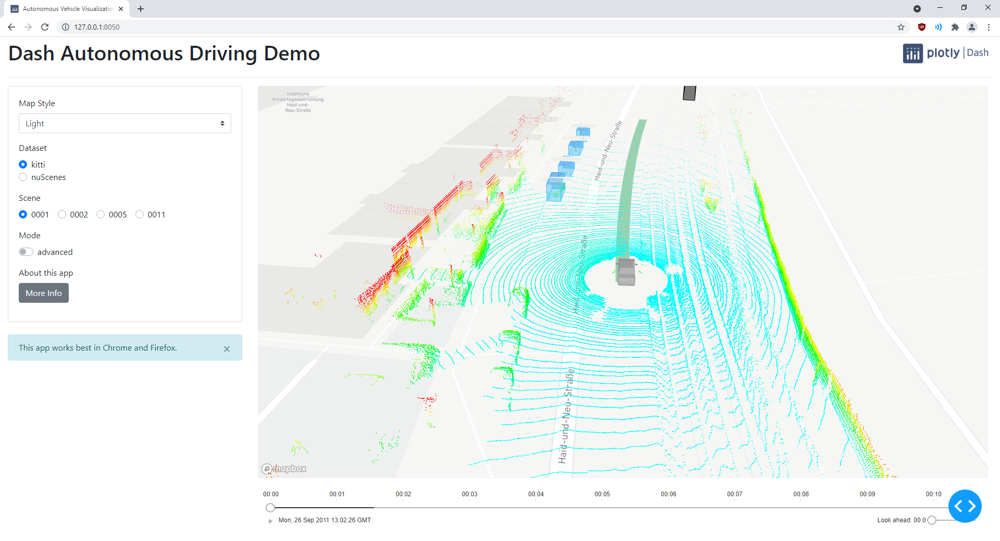 Autonomous Vehicle Visualizatio
127.0.0.1:8050
Dash Autonomous Driving Demo
plotly | Dash
Map Style
Light
Dataset
kitti
nuScenes
Scene
0001 0002 0005 0011
Mode
advanced
About this app
More Info
This app works best in Chrome and Firefox. ×
Städtische
Kindertageseinrichtung
Haid-und-
Neu-Straße
Haid-und-Neu-Straße
Haid-und-Neu-Straße
Haid-und-Neu-Straße
mapbox
00:00 00:01 00:02 00:03 00:04 00:05 00:06 00:07 00:08 00:09 00:10
Mon, 26 Sep 2011 13:02:26 GMT
Look ahead: 00.0